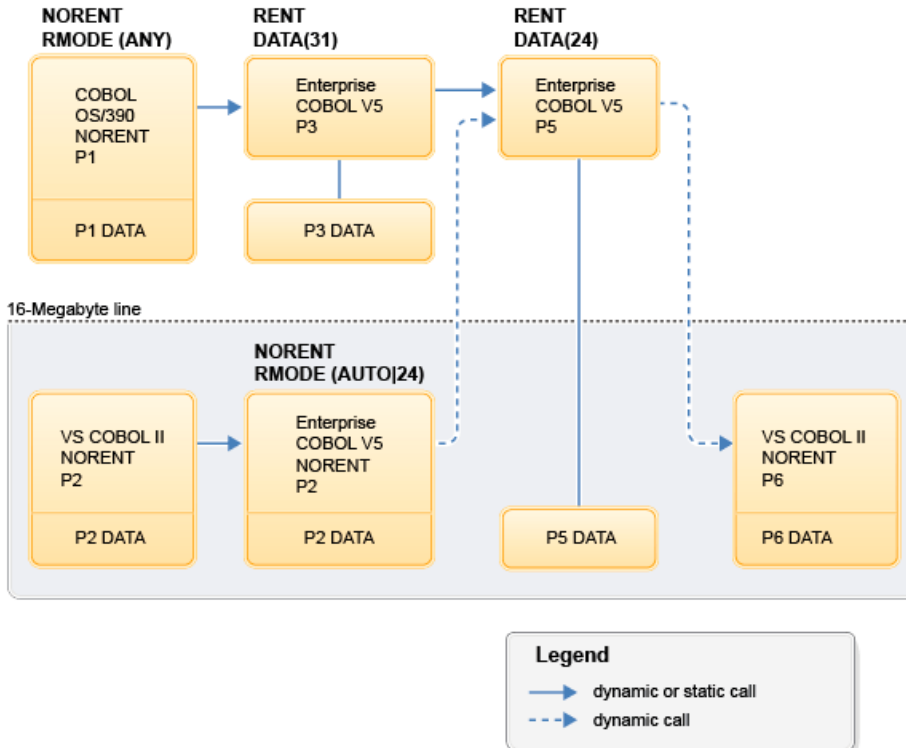 NORENT
RMODE (ANY)
RENT
DATA(31)
RENT
DATA(24)
COBOL
OS/390
NORENT
P1
P1 DATA
Enterprise
COBOL V5
P3
P3 DATA
Enterprise
COBOL V5
P5
16-Megabyte line
NORENT
RMODE (AUTO|24)
VS COBOL II
NORENT
P2
P2 DATA
Enterprise
COBOL V5
NORENT
P2
P2 DATA
P5 DATA
VS COBOL II
NORENT
P6
P6 DATA
Legend
dynamic or static call
dynamic call